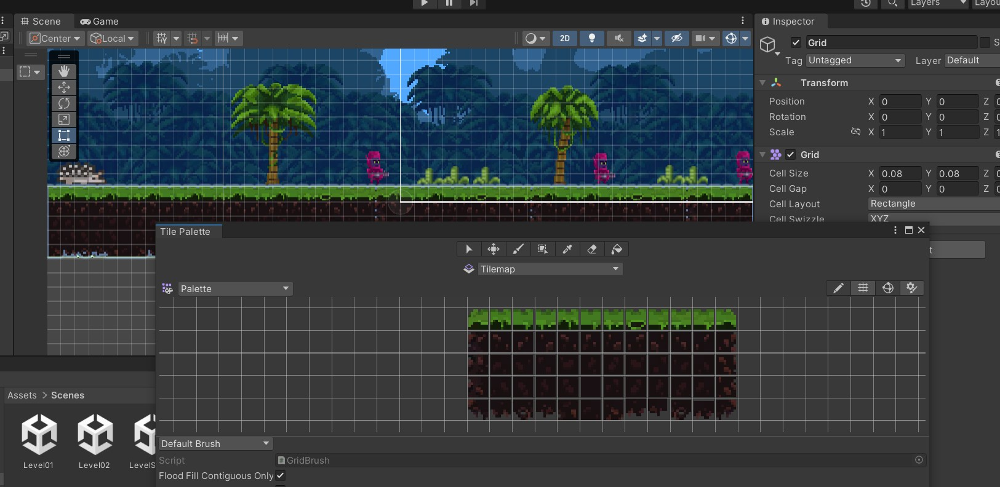 Layers
Layou
Scene
Game
Inspector
Center
Local
2D
Grid
S
Tag
Untagged
Layer
Default
Transform
Position
X 0 Y 0 Z 0
Rotation
X 0 Y 0 Z 0
Scale
X 1 Y 1 Z 1
Grid
Cell Size
X 0.08 Y 0.08 Z 0
Cell Gap
X 0 Y 0 Z 0
Cell Layout
Rectangle
Cell Swizzle
XYZ
Tile Palette
t
Tilemap
Palette
Assets > Scenes
Level01
Level02
LevelS
Default Brush
Script
GridBrush
Flood Fill Contiguous Only